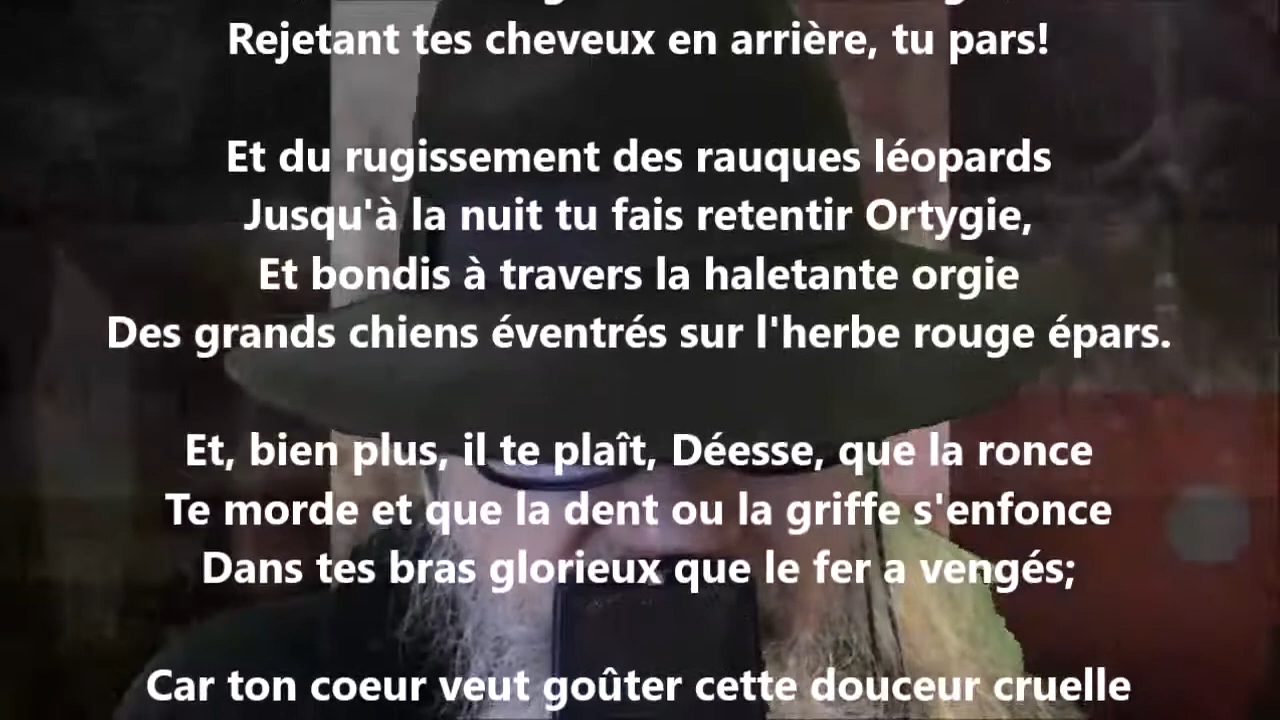 Rejetant tes cheveux en arrière, tu pars!
Et du rugissement des rauques léopards
Jusqu'à la nuit tu fais retentir Ortygie,
Et bondis à travers la haletante orgie
Des grands chiens éventrés sur l'herbe rouge épars.
Et, bien plus, il te plaît, Déesse, que la ronce
Te morde et que la dent ou la griffe s'enfonce
Dans tes bras glorieux que le fer a vengés;
Car ton coeur veut goûter cette douceur cruelle